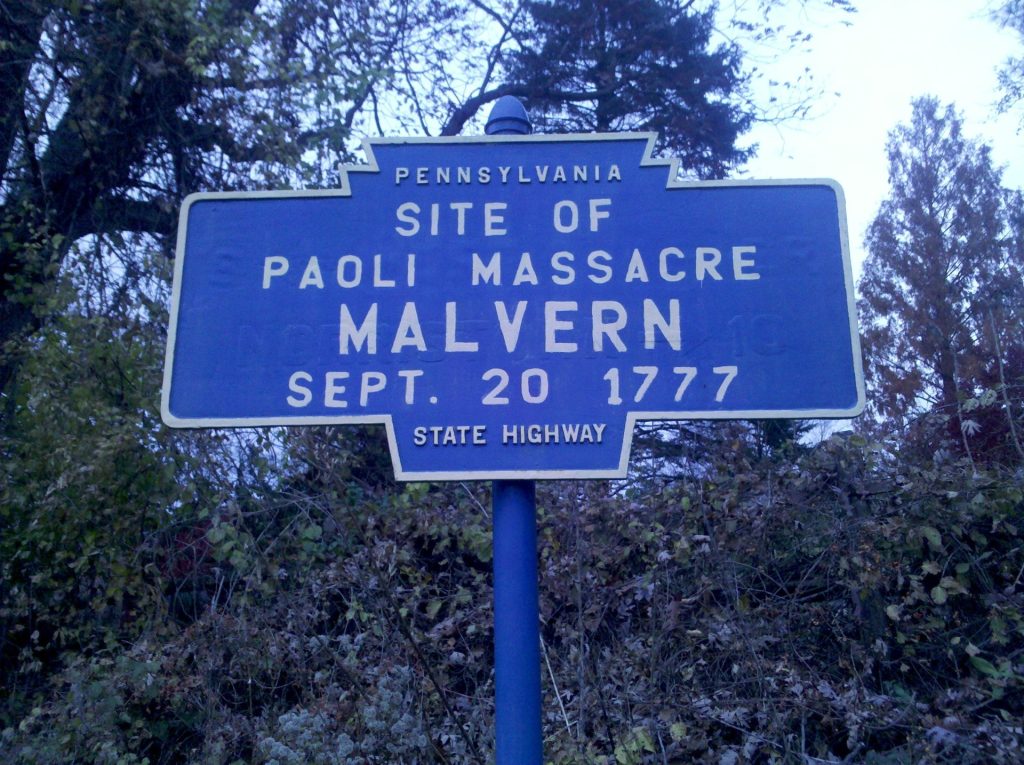 PENNSYLVANIA
SITE OF
PAOLI MASSACRE
MALVERN
SEPT. 20 1777
STATE HIGHWAY